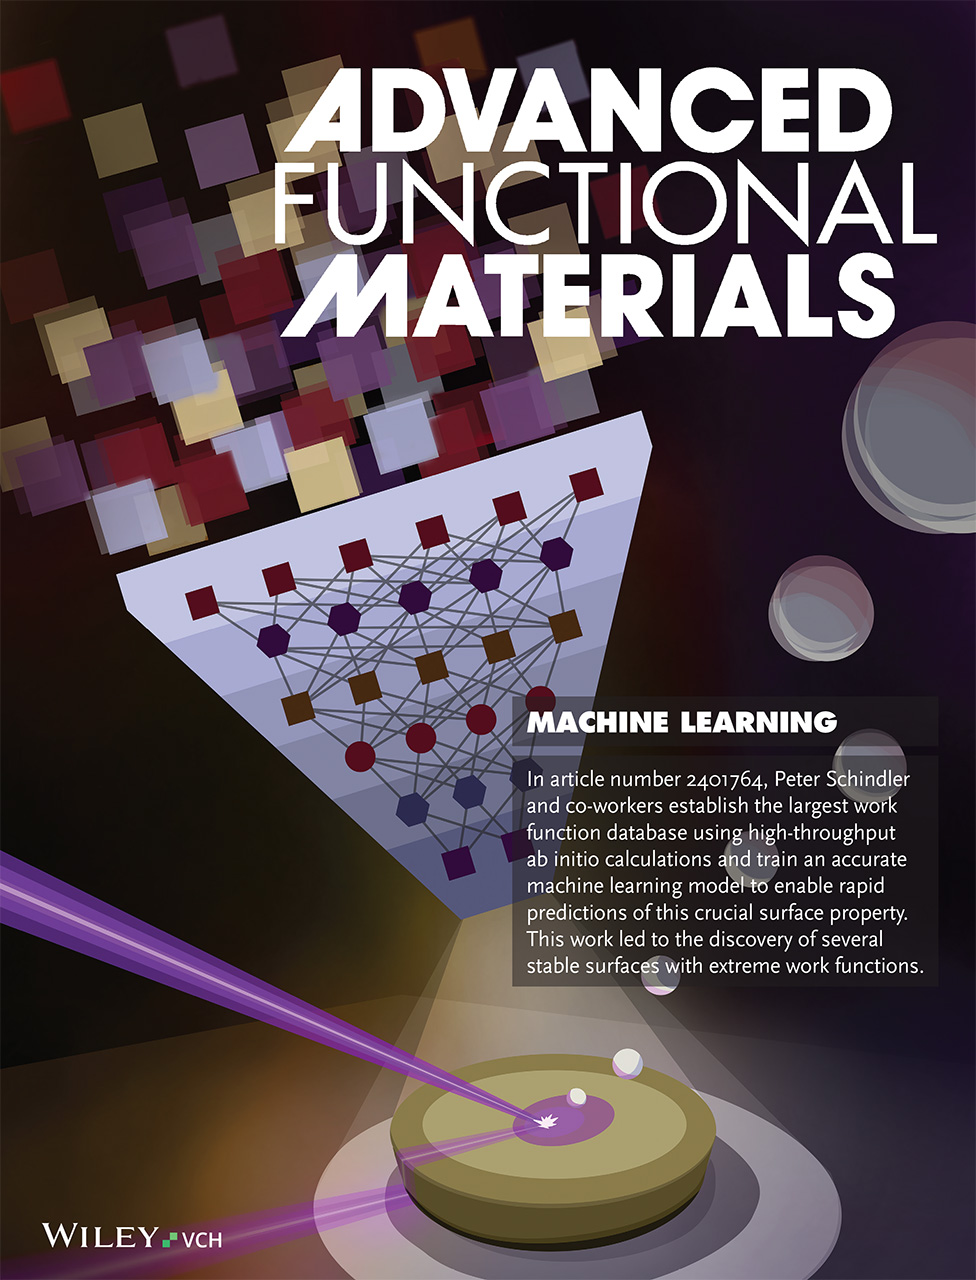 ADVANCED
FUNCTIONAL
MATERIALS
MACHINE LEARNING
In article number 2401764, Peter Schindler
and co-workers establish the largest work
function database using high-throughput
ab initio calculations and train an accurate
machine learning model to enable rapid
predictions of this crucial surface property.
This work led to the discovery of several
stable surfaces with extreme work functions.
WILEY VCH